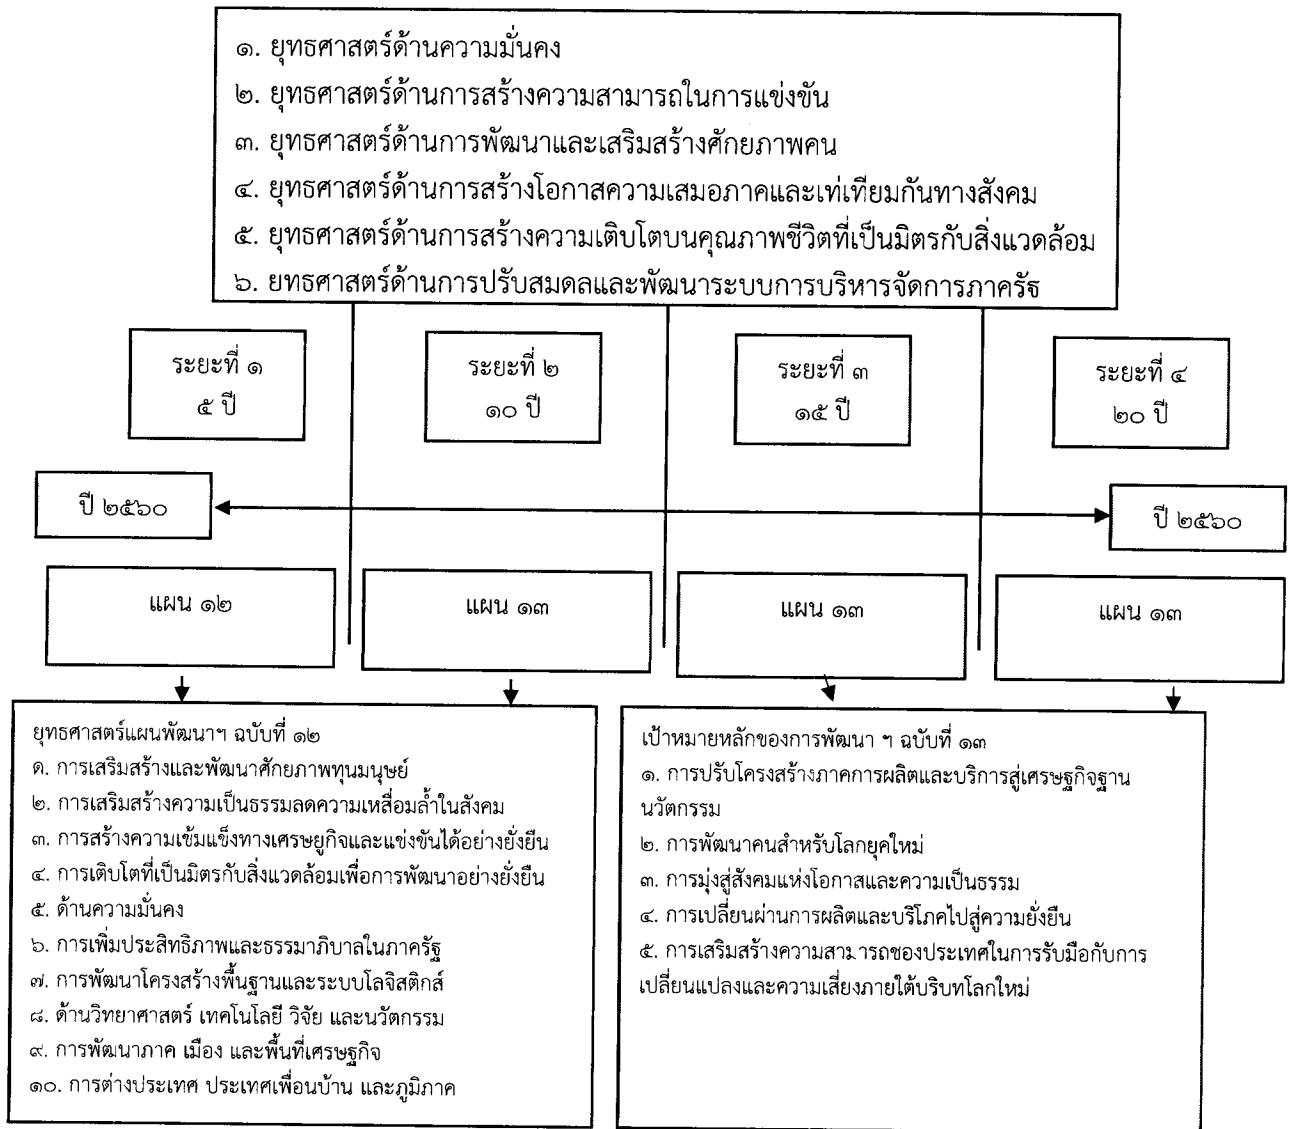 ๑. ยุทธศาสตร์ด้านความมั่นคง
๒. ยุทธศาสตร์ด้านการสร้างความสามารถในการแข่งขัน
๓. ยุทธศาสตร์ด้านการพัฒนาและเสริมสร้างศักยภาพคน
๔. ยุทธศาสตร์ด้านการสร้างโอกาสความเสมอภาคและเท่เทียมกันทางสังคม
๕. ยุทธศาสตร์ด้านการสร้างความเติบโตบนคุณภาพชีวิตที่เป็นมิตรกับสิ่งแวดล้อม
๖. ยุทธศาสตร์ด้านการปรับสมดุลและพัฒนาระบบการบริหารจัดการภาครัฐ
ระยะที่ ๑
๕ ปี
ระยะที่ ๒
๑๐ ปี
ระยะที่ ๓
๑๕ ปี
ระยะที่ ๔
๒๐ ปี
ปี ๒๕๖๐
ปี ๒๕๖๐
แผน ๑๒
แผน ๑๓
แผน ๑๓
แผน ๑๓
ยุทธศาสตร์แผนพัฒนาฯ ฉบับที่ ๑๒
๑. การเสริมสร้างและพัฒนาศักยภาพทุนมนุษย์
๒. การเสริมสร้างความเป็นธรรมลดความเหลื่อมล้ำในสังคม
๓. การสร้างความเข้มแข็งทางเศรษยูกิจและแข่งขันได้อย่างยั่งยืน
๔. การเติบโตที่เป็นมิตรกับสิ่งแวดล้อมเพื่อการพัฒนาอย่างยั่งยืน
๕. ด้านความมั่นคง
๖. การเพิ่มประสิทธิภาพและธรรมาภิบาลในภาครัฐ
๗. การพัฒนาโครงสร้างพื้นฐานและระบบโลจิสติกส์
๘. ด้านวิทยาศาสตร์ เทคโนโลยี วิจัย และนวัตกรรม
๙. การพัฒนาภาค เมือง และพื้นที่เศรษฐกิจ
๑๐. การต่างประเทศ ประเทศเพื่อนบ้าน และภูมิภาค
เป้าหมายหลักของการพัฒนา ฯ ฉบับที่ ๑๓
๑. การปรับโครงสร้างภาคการผลิตและบริการสู่เศรษฐกิจฐาน
นวัตกรรม
๒. การพัฒนาคนสำหรับโลกยุคใหม่
๓. การมุ่งสู่สังคมแห่งโอกาสและความเป็นธรรม
๔. การเปลี่ยนผ่านการผลิตและบริโภคไปสู่ความยั่งยืน
๕. การเสริมสร้างความสามารถของประเทศในการรับมือกับการ
เปลี่ยนแปลงและความเสี่ยงภายใต้บริบทโลกใหม่